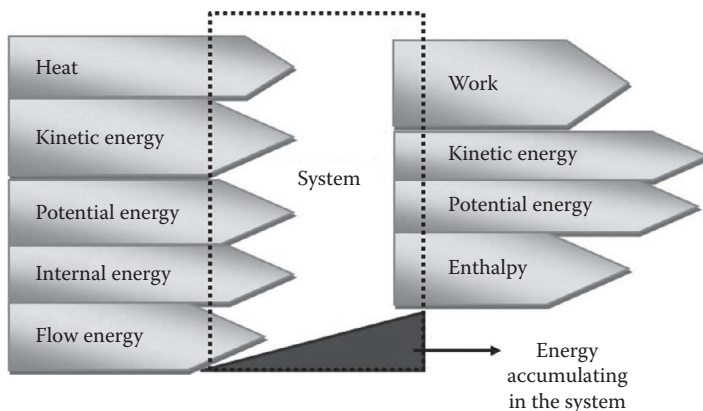 Heat
Kinetic energy
Potential energy
Internal energy
Flow energy
System
Work
Kinetic energy
Potential energy
Enthalpy
Energy
accumulating
in the system